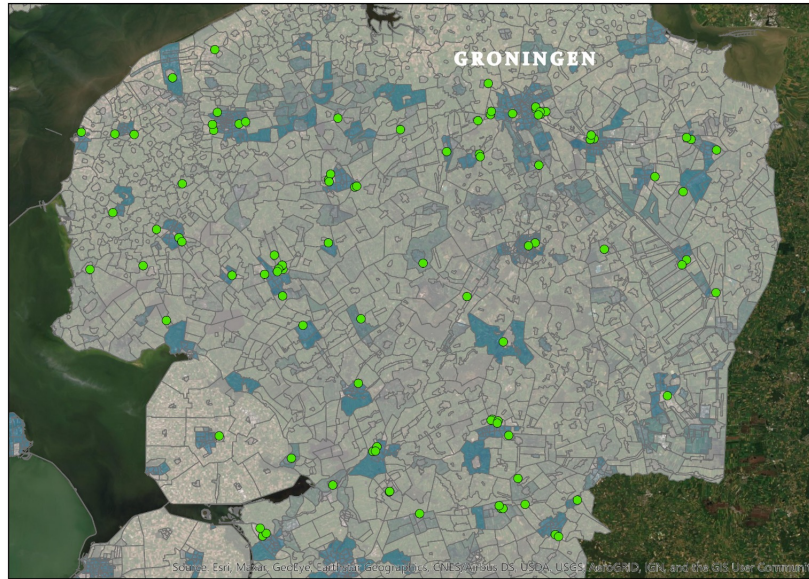 GRONINGEN
Source: Esri, Maxar, GeoEye, Earthstar Geographics, CNES/Airbus DS, USDA, USGS, AeroGRID, IGN, and the GIS User Community